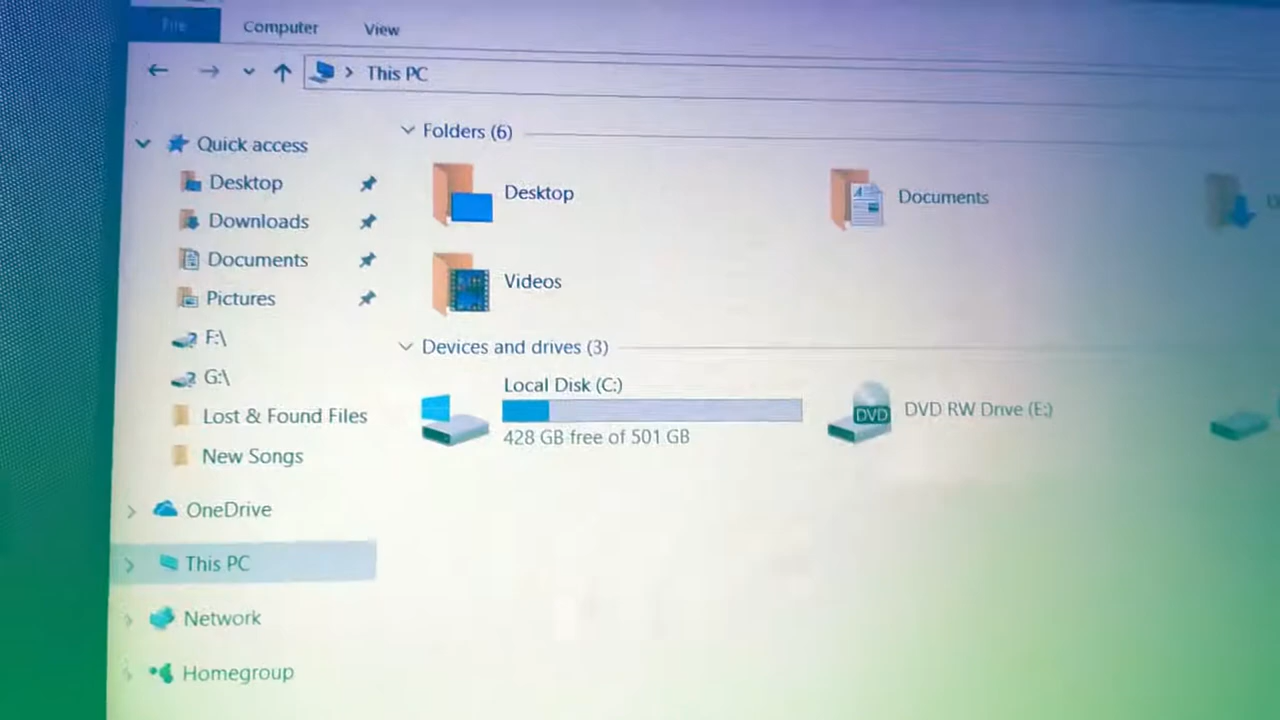 File Computer View
This PC
Quick access
Desktop
Downloads
Documents
Pictures
F:\
G:\
Lost & Found Files
New Songs
OneDrive
This PC
Network
Homegroup
Folders (6)
Desktop
Documents
Videos
Devices and drives (3)
Local Disk (C:)
428 GB free of 501 GB
DVD
DVD RW Drive (E:)